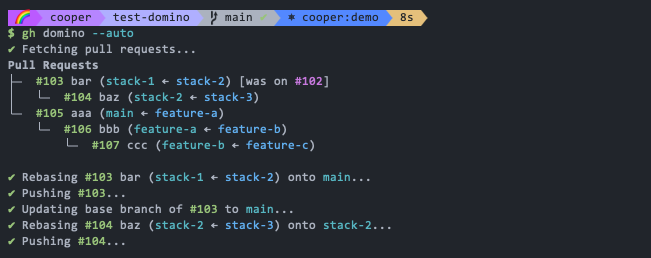 cooper test-domino main cooper:demo 8s
$ gh domino --auto
✔ Fetching pull requests...
Pull Requests
├─ #103 bar (stack-1 ← stack-2) [was on #102]
│  └─ #104 baz (stack-2 ← stack-3)
└─ #105 aaa (main ← feature-a)
   └─ #106 bbb (feature-a ← feature-b)
      └─ #107 ccc (feature-b ← feature-c)
✔ Rebasing #103 bar (stack-1 ← stack-2) onto main...
✔ Pushing #103...
✔ Updating base branch of #103 to main...
✔ Rebasing #104 baz (stack-2 ← stack-3) onto stack-2...
✔ Pushing #104...